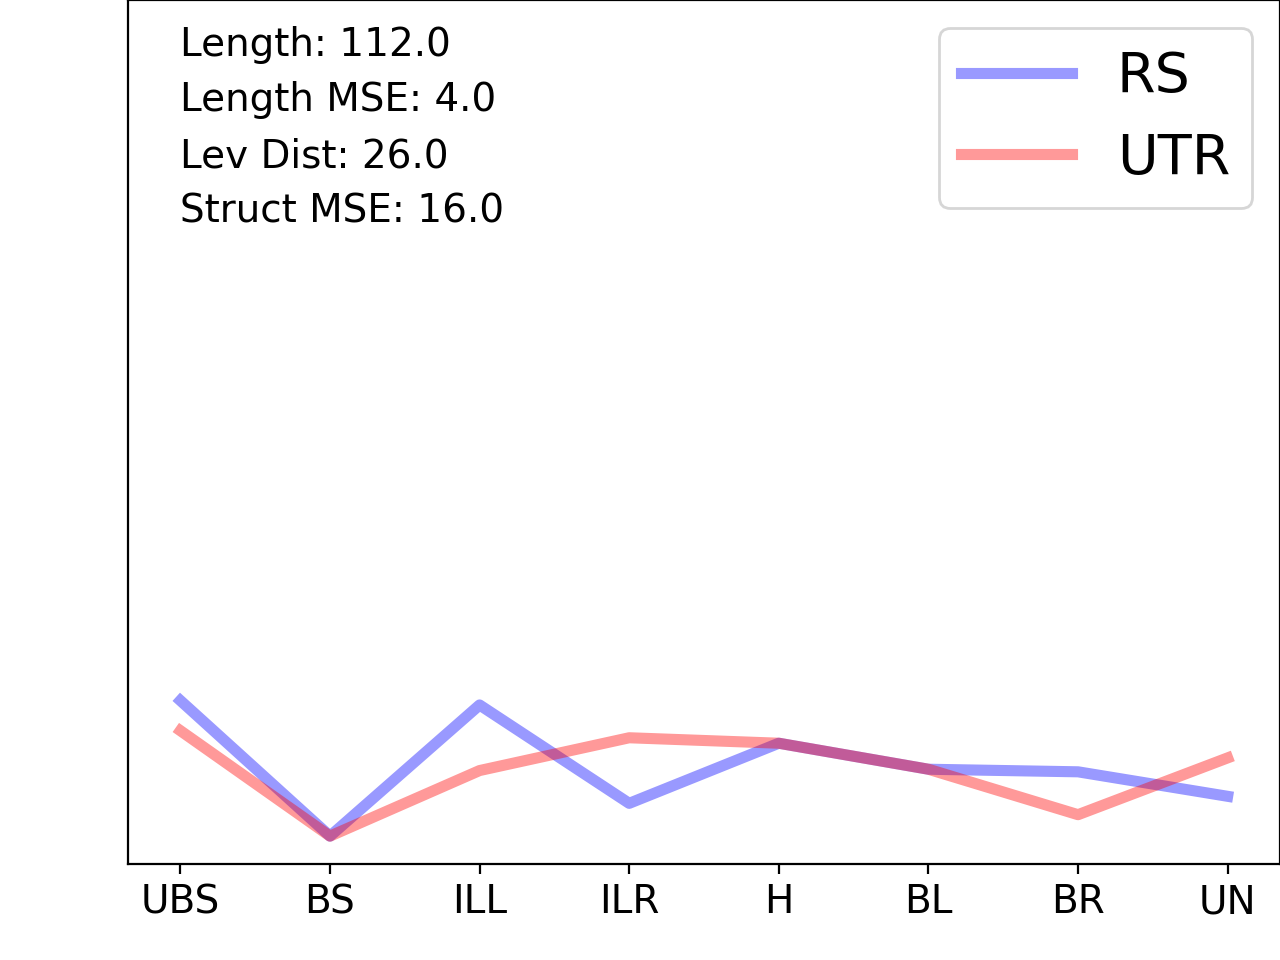 Length: 112.0
Length MSE: 4.0
Lev Dist: 26.0
Struct MSE: 16.0
RS
UTR
UBS BS ILL ILR H BL BR UN